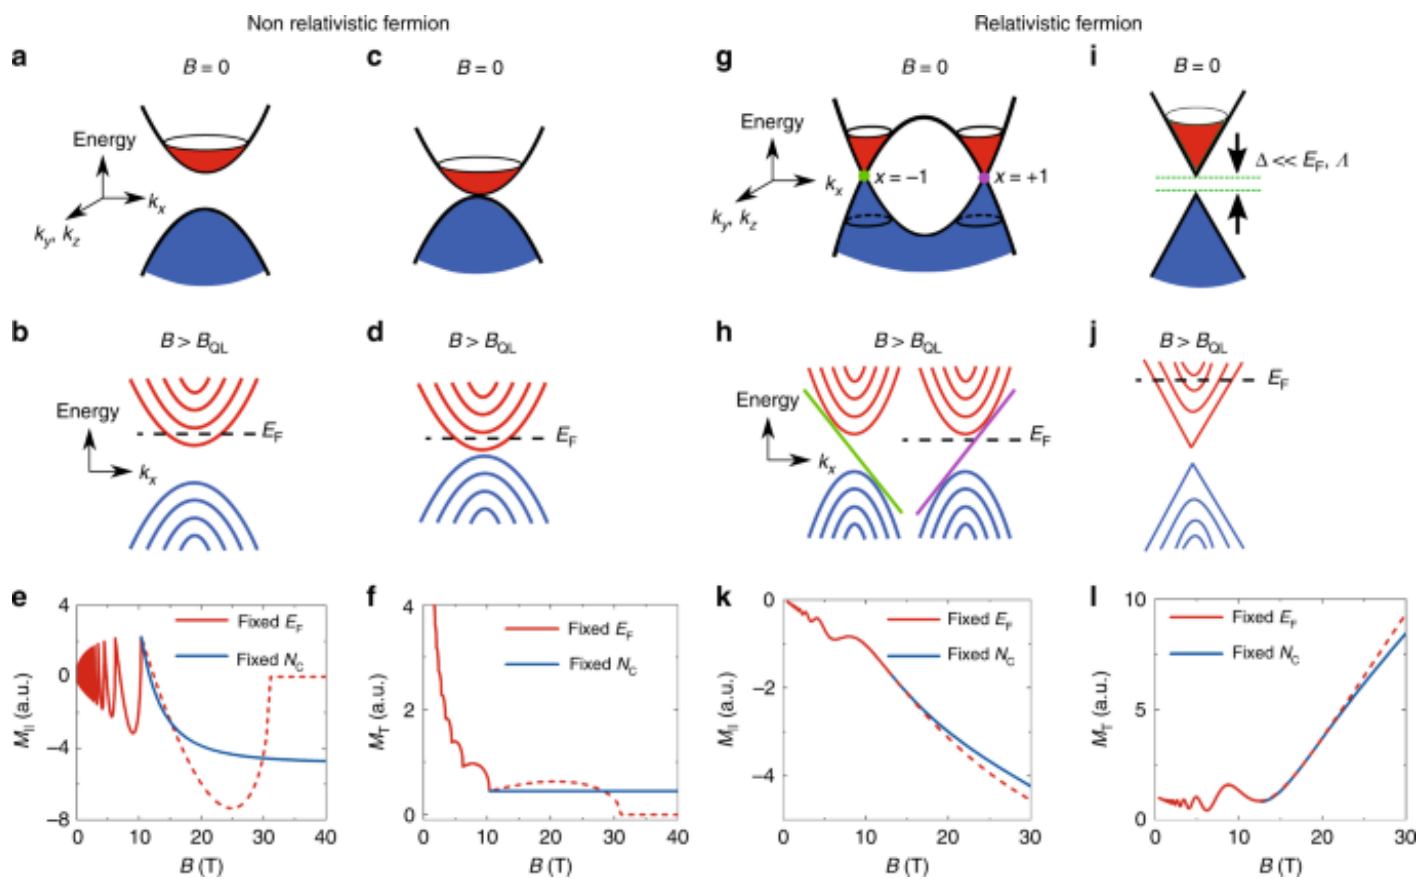 Non relativistic fermion
Relativistic fermion
a
c
g
i
B = 0
B = 0
B = 0
B = 0
Energy
k_x
k_y, k_z
Energy
k_x
k_y, k_z
x = −1
x = +1
Δ << E_F, Λ
b
d
h
j
B > B_QL
B > B_QL
B > B_QL
B > B_QL
Energy
k_x
E_F
E_F
Energy
k_x
E_F
E_F
e
4
0
−4
−8
M_|| (a.u.)
Fixed E_F
Fixed N_C
0
10
20
30
40
B (T)
f
4
2
0
M_T (a.u.)
Fixed E_F
Fixed N_C
0
10
20
30
40
B (T)
k
0
−2
−4
M_|| (a.u.)
Fixed E_F
Fixed N_C
0
10
20
30
B (T)
l
10
5
0
M_T (a.u.)
Fixed E_F
Fixed N_C
0
10
20
30
B (T)